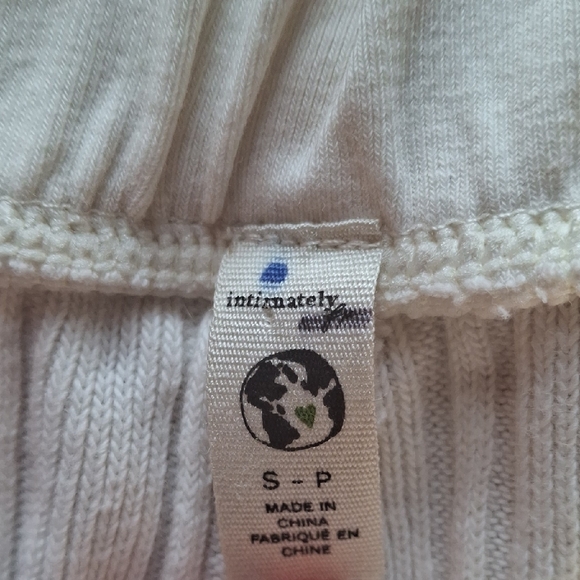 intimately
S - P
MADE IN
CHINA
FABRIQUÉ EN
CHINE